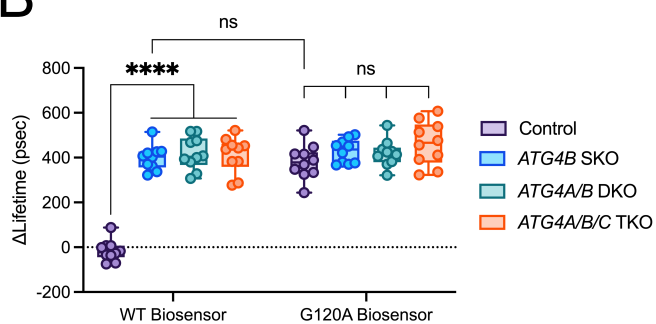 B
ns
****
ns
800
600
400
200
0
-200
ΔLifetime (psec)
WT Biosensor
G120A Biosensor
Control
ATG4B SKO
ATG4A/B DKO
ATG4A/B/C TKO